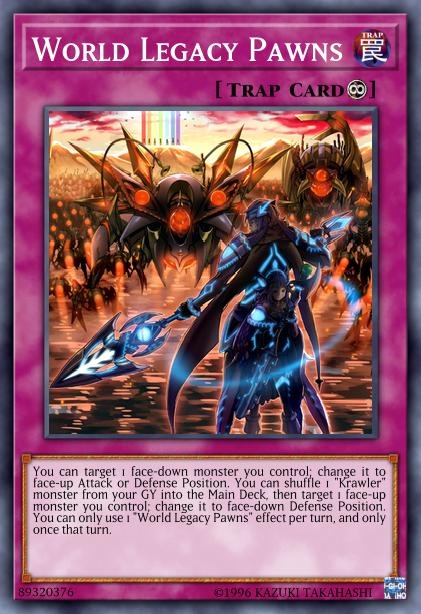 World Legacy Pawns
TRAP
罠
[Trap Card]
You can target 1 face-down monster you control; change it to
face-up Attack or Defense Position. You can shuffle 1 "Krawler"
monster from your GY into the Main Deck, then target 1 face-up
monster you control; change it to face-down Defense Position.
You can only use 1 "World Legacy Pawns" effect per turn, and only
once that turn.
89320376
©1996 KAZUKI TAKAHASHI